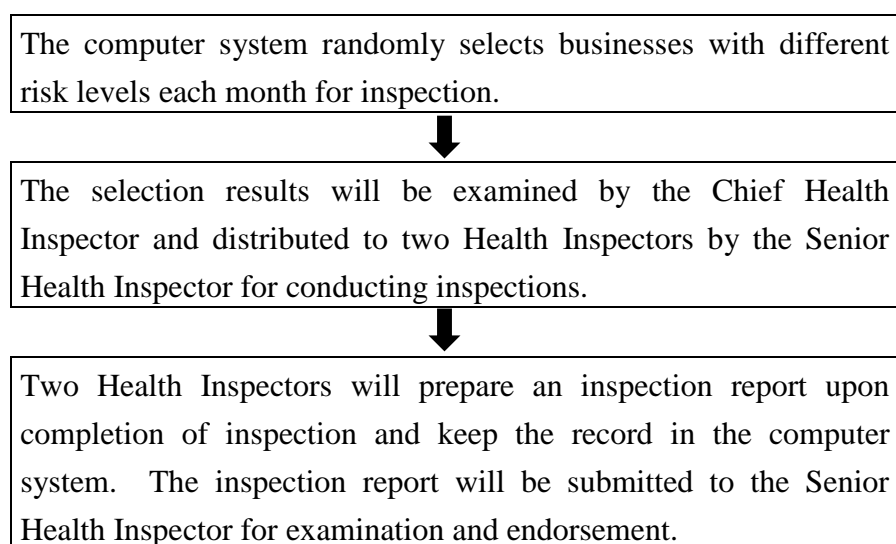 The computer system randomly selects businesses with different
risk levels each month for inspection.
The selection results will be examined by the Chief Health
Inspector and distributed to two Health Inspectors by the Senior
Health Inspector for conducting inspections.
Two Health Inspectors will prepare an inspection report upon
completion of inspection and keep the record in the computer
system. The inspection report will be submitted to the Senior
Health Inspector for examination and endorsement.